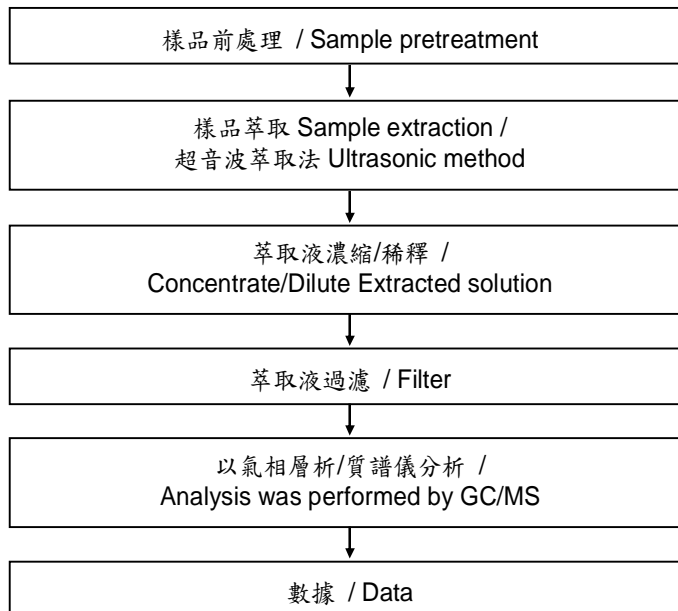 樣品前處理 / Sample pretreatment
樣品萃取 Sample extraction /
超音波萃取法 Ultrasonic method
萃取液濃縮/稀釋 /
Concentrate/Dilute Extracted solution
萃取液過濾 / Filter
以氣相層析/質譜儀分析 /
Analysis was performed by GC/MS
數據 / Data